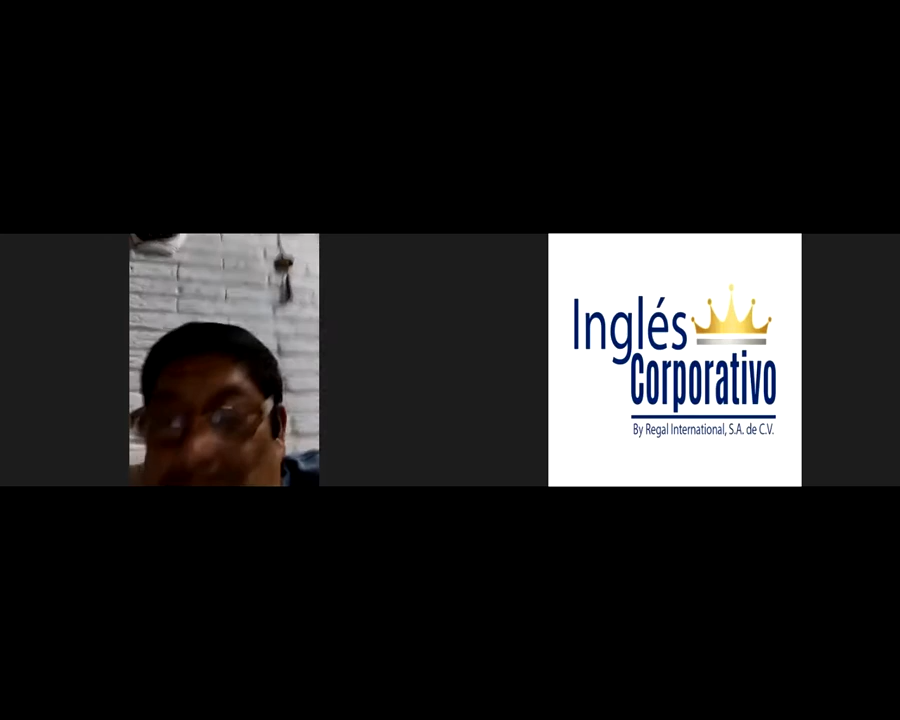 Inglés
Corporativo
By Regal International, S.A. de C.V.